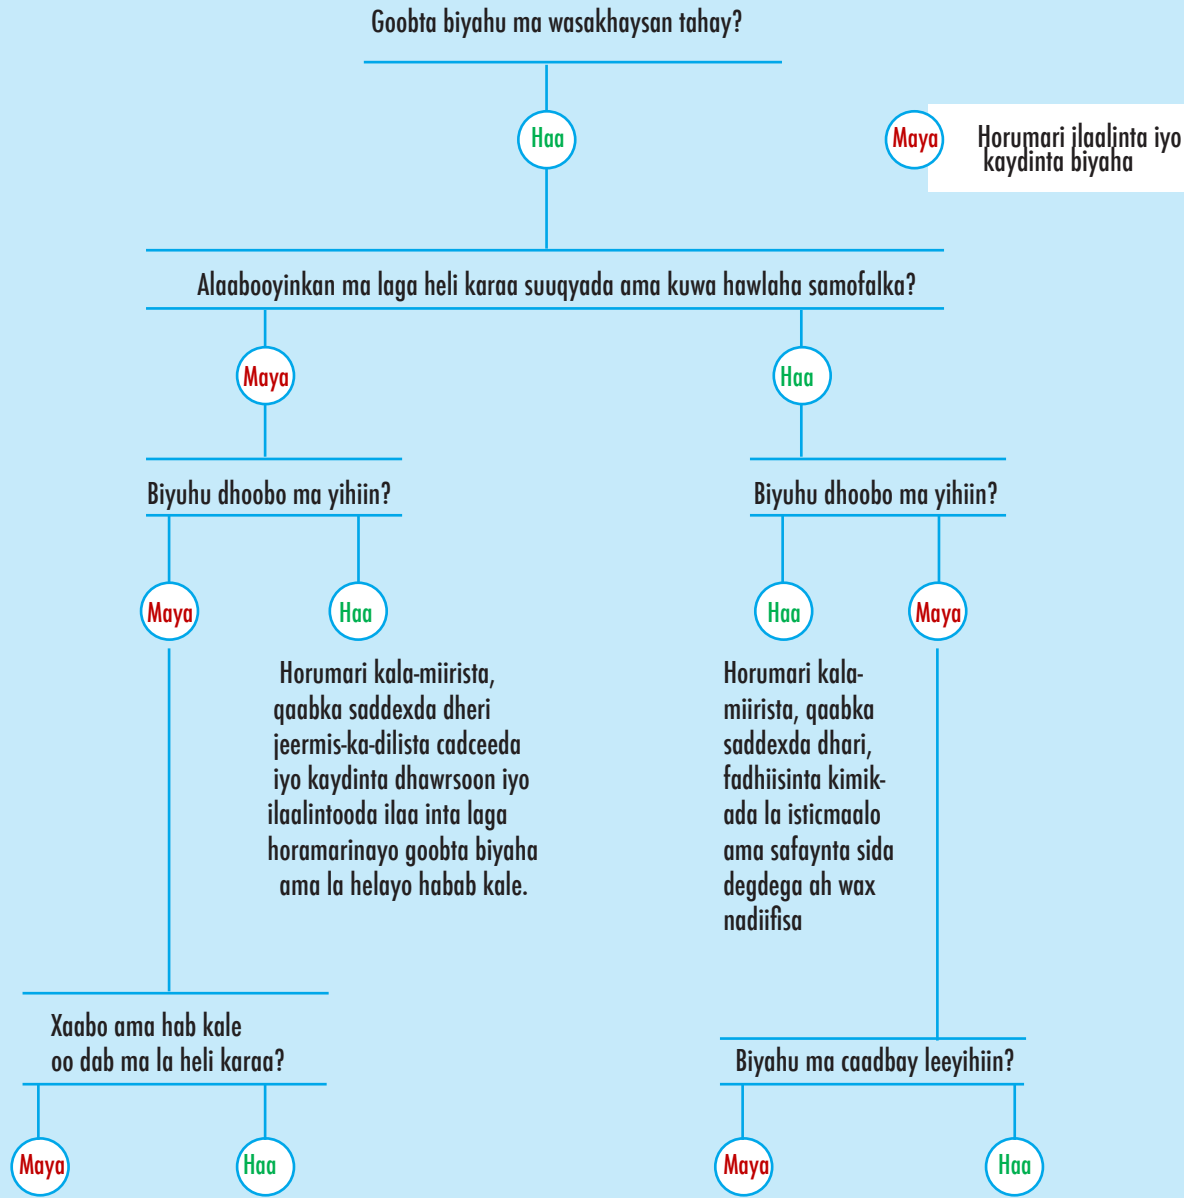 Goobta biyahu ma wasakhaysan tahay?
Haa
Maya
Horumari ilaalinta iyo
kaydinta biyaha
Alaabooyinkan ma laga heli karaa suuqyada ama kuwa hawlaha samofalka?
Maya
Haa
Biyuhu dhoobo ma yihiin?
Biyuhu dhoobo ma yihiin?
Maya
Haa
Haa
Maya
Horumari kala-miirista,
qaabka saddexda dheri
jeermis-ka-dilista cadceeda
iyo kaydinta dhawrsoon iyo
ilaalintooda ilaa inta laga
horamarinayo goobta biyaha
ama la helayo habab kale.
Horumari kala-
miirista, qaabka
saddexda dhari,
fadhiisinta kimik-
ada la isticmaalo
ama safaynta sida
degdega ah wax
nadiifisa
Xaabo ama hab kale
oo dab ma la heli karaa?
Biyahu ma caadbay leeyihiin?
Maya
Haa
Maya
Haa